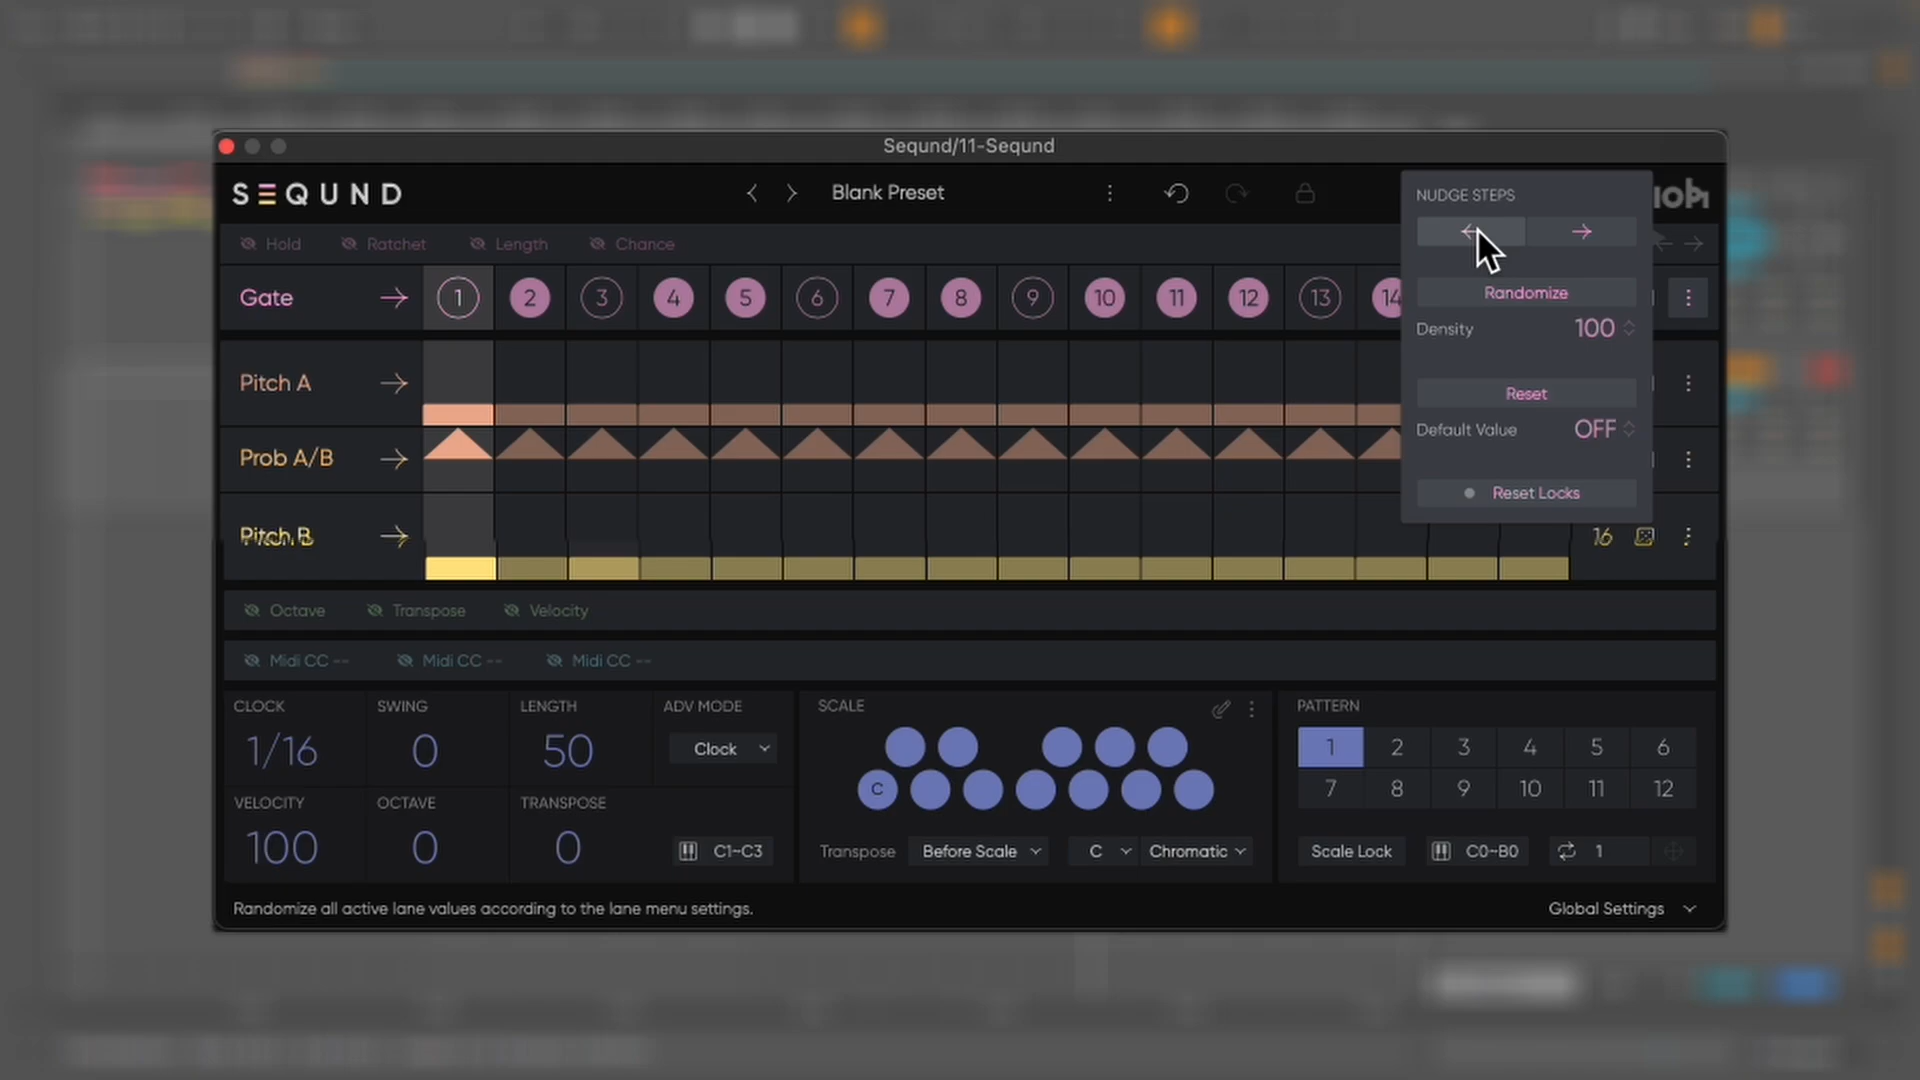 Seqund/11-Seqund
SEQUND
Blank Preset
NUDGE STEPS
Hold Ratchet Length Chance
Gate 1 2 3 4 5 6 7 8 9 10 11 12 13 14
Randomize
Density 100
Pitch A
Reset
Default Value OFF
Prob A/B
Reset Locks
Pitch B 16
Octave Transpose Velocity
Midi CC -- Midi CC -- Midi CC --
CLOCK SWING LENGTH ADV MODE SCALE PATTERN
1/16 0 50 Clock
1 2 3 4 5 6
C
7 8 9 10 11 12
VELOCITY OCTAVE TRANSPOSE
100 0 0 C1~C3
Transpose Before Scale C Chromatic
Scale Lock C0~B0 1
Randomize all active lane values according to the lane menu settings.
Global Settings